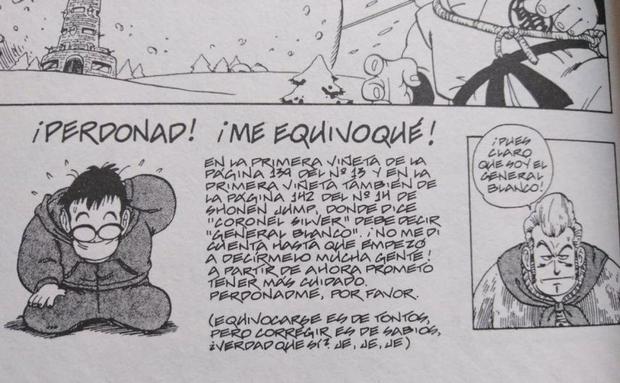 ¡PERDONAD! ¡ME EQUIVOQUÉ!
EN LA PRIMERA VIÑETA DE LA
PÁGINA 139 DEL Nº 13 Y EN LA
PRIMERA VIÑETA TAMBIÉN DE
LA PÁGINA 142 DEL Nº 14 DE
SHONEN JUMP, DONDE DICE
"CORONEL SILVER" DEBE DECIR
"GENERAL BLANCO". ¡NO ME DI
CUENTA HASTA QUE EMPEZÓ
A DECÍRMELO MUCHA GENTE!
A PARTIR DE AHORA PROMETO
TENER MÁS CUIDADO.
PERDONADME, POR FAVOR.
(EQUIVOCARSE ES DE TONTOS,
PERO CORREGIR ES DE SABIOS,
¿VERDAD QUE SÍ? JE, JE, JE)
¡PUES
CLARO
QUE SOY EL
GENERAL
BLANCO!